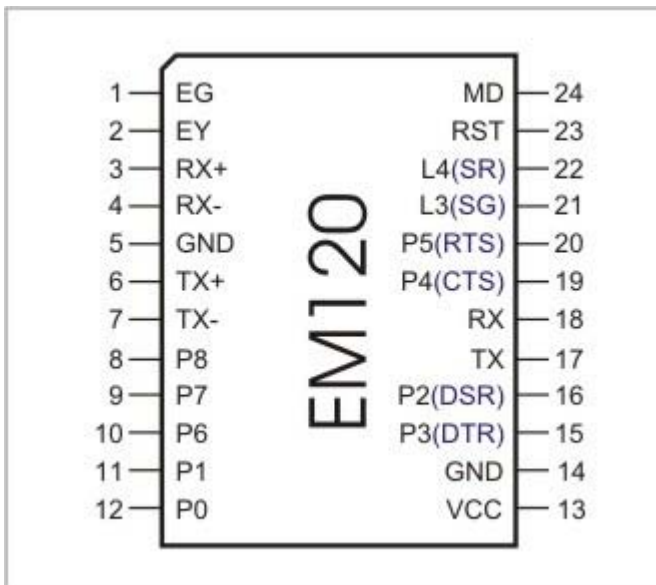 1 EG MD 24
2 EY RST 23
3 RX+ L4(SR) 22
4 RX- L3(SG) 21
5 GND P5(RTS) 20
6 TX+ P4(CTS) 19
7 TX- RX 18
8 P8 TX 17
9 P7 P2(DSR) 16
10 P6 P3(DTR) 15
11 P1 GND 14
12 P0 VCC 13
EM120